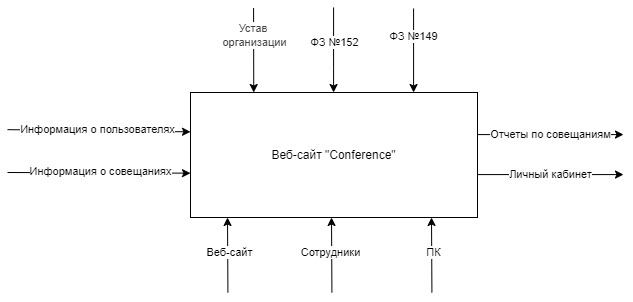 Устав
организации
ФЗ №152
ФЗ №149
Информация о пользователях
Информация о совещаниях
Веб-сайт "Conference"
Отчеты по совещаниям
Личный кабинет
Веб-сайт
Сотрудники
ПК